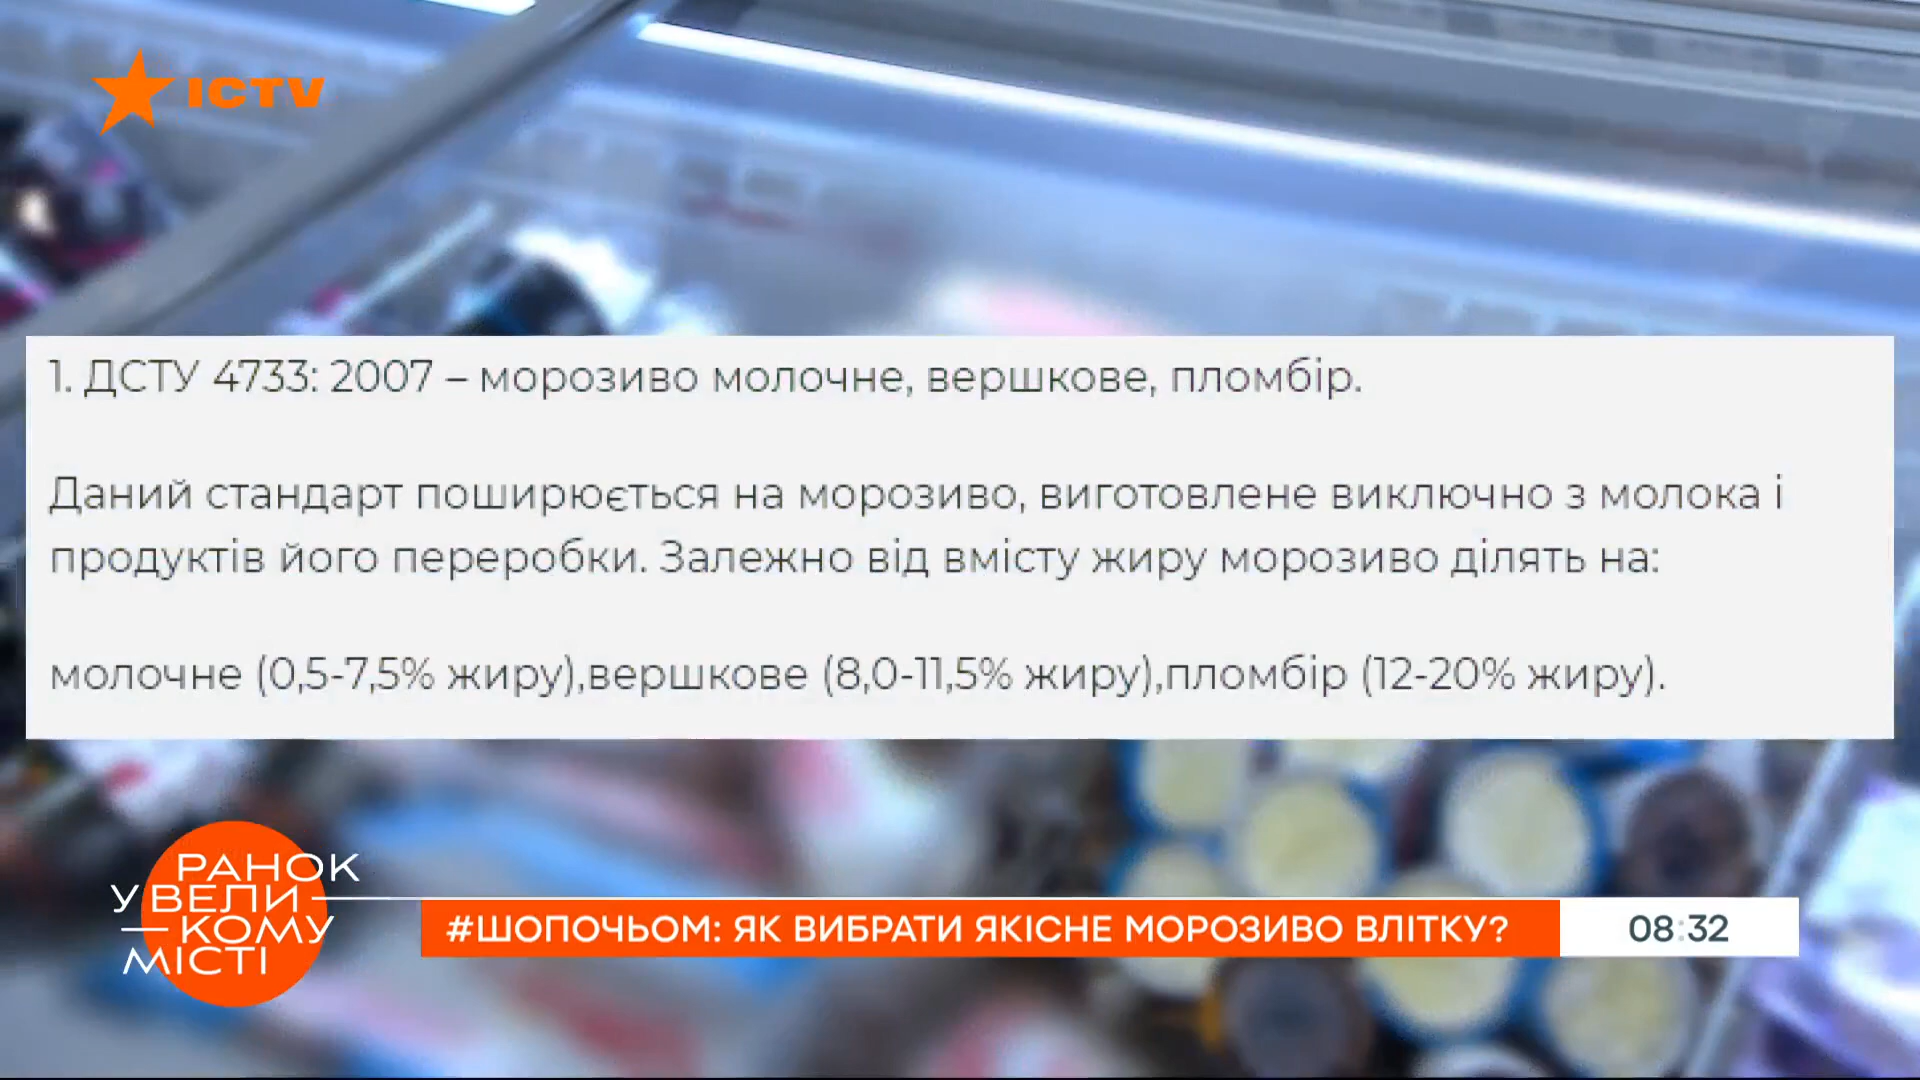 ICTV
1. ДСТУ 4733: 2007 – морозиво молочне, вершкове, пломбір.
Даний стандарт поширюється на морозиво, виготовлене виключно з молока і
продуктів його переробки. Залежно від вмісту жиру морозиво ділять на:
молочне (0,5-7,5% жиру),вершкове (8,0-11,5% жиру),пломбір (12-20% жиру).
РАНОК
У ВЕЛИ
КОМУ
МІСТІ
#ШОПОЧЬОМ: ЯК ВИБРАТИ ЯКІСНЕ МОРОЗИВО ВЛІТКУ?
08:32